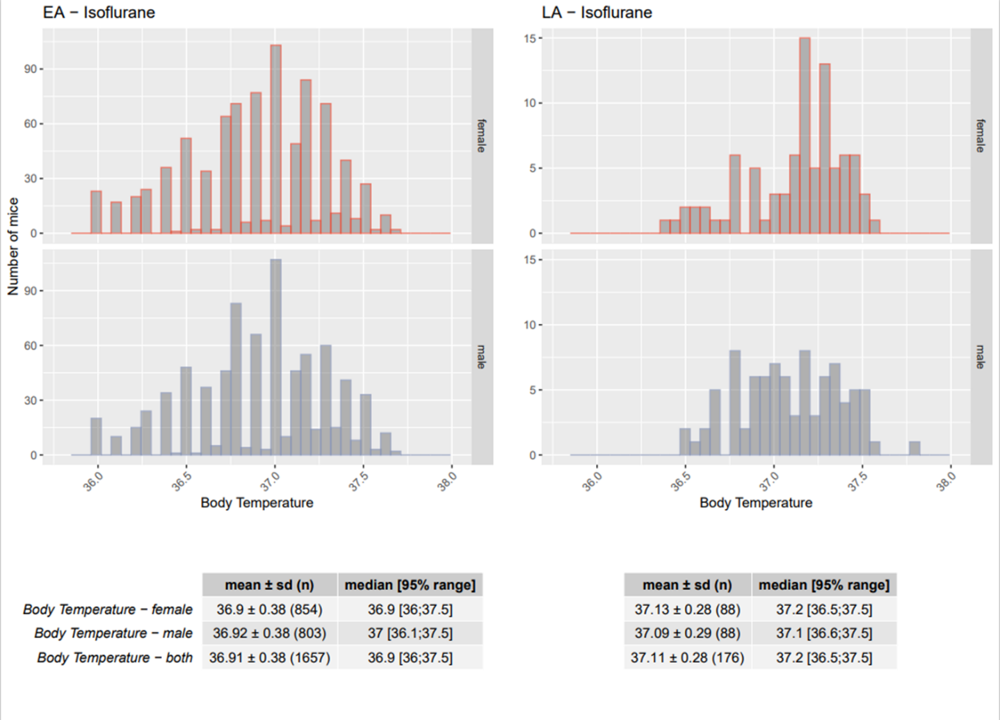 EA − Isoflurane
LA − Isoflurane
Number of mice
90
60
30
0
female
90
60
30
0
male
36.0
36.5
37.0
37.5
38.0
Body Temperature
15
10
5
0
female
15
10
5
0
male
36.0
36.5
37.0
37.5
38.0
Body Temperature
mean ± sd (n) median [95% range]
Body Temperature − female 36.9 ± 0.38 (854) 36.9 [36;37.5]
Body Temperature − male 36.92 ± 0.38 (803) 37 [36.1;37.5]
Body Temperature − both 36.91 ± 0.38 (1657) 36.9 [36;37.5]
mean ± sd (n) median [95% range]
37.13 ± 0.28 (88) 37.2 [36.5;37.5]
37.09 ± 0.29 (88) 37.1 [36.6;37.5]
37.11 ± 0.28 (176) 37.2 [36.5;37.5]